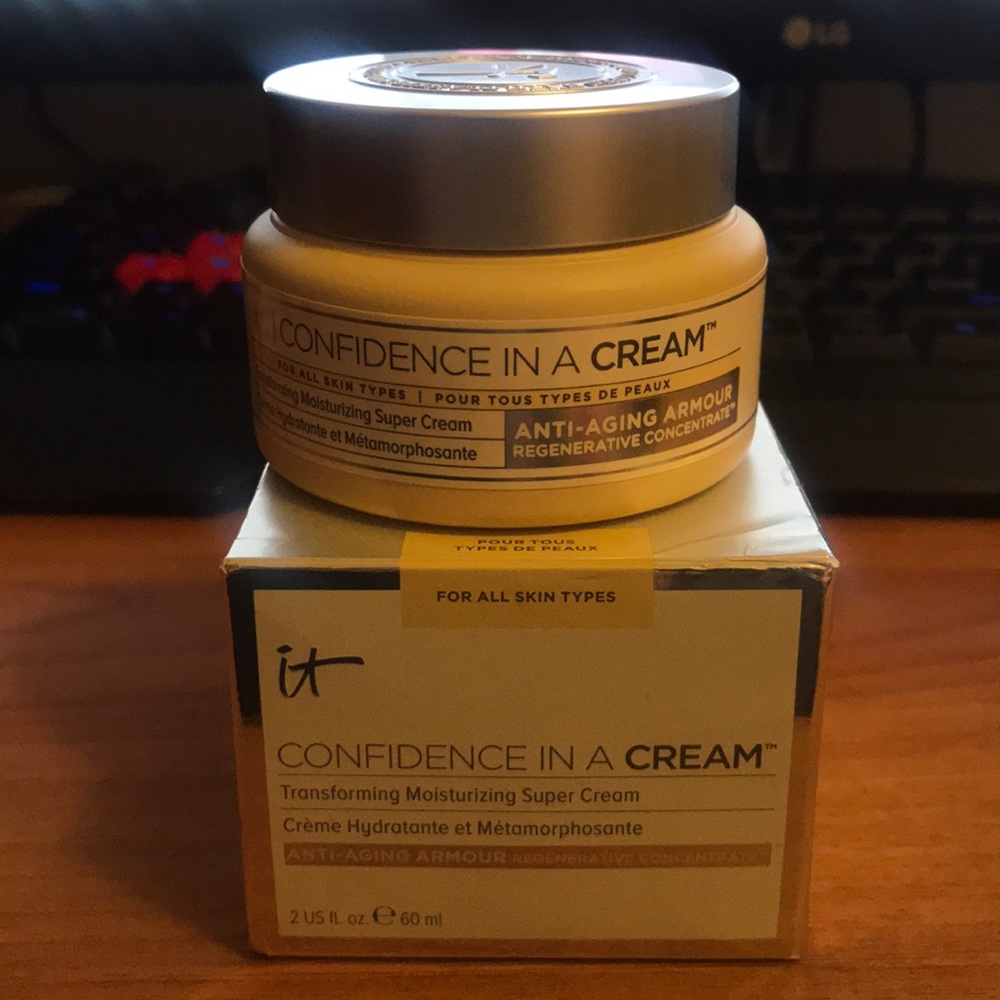 LG
CONFIDENCE IN A CREAM™
FOR ALL SKIN TYPES | POUR TOUS TYPES DE PEAUX
Transforming Moisturizing Super Cream
Hydratante et Métamorphosante
ANTI-AGING ARMOUR
REGENERATIVE CONCENTRATE™
POUR TOUS
TYPES DE PEAUX
FOR ALL SKIN TYPES
it
CONFIDENCE IN A CREAM™
Transforming Moisturizing Super Cream
Crème Hydratante et Métamorphosante
ANTI-AGING ARMOUR REGENERATIVE CONCENTRATE
2 US fl. oz. ℮ 60 ml